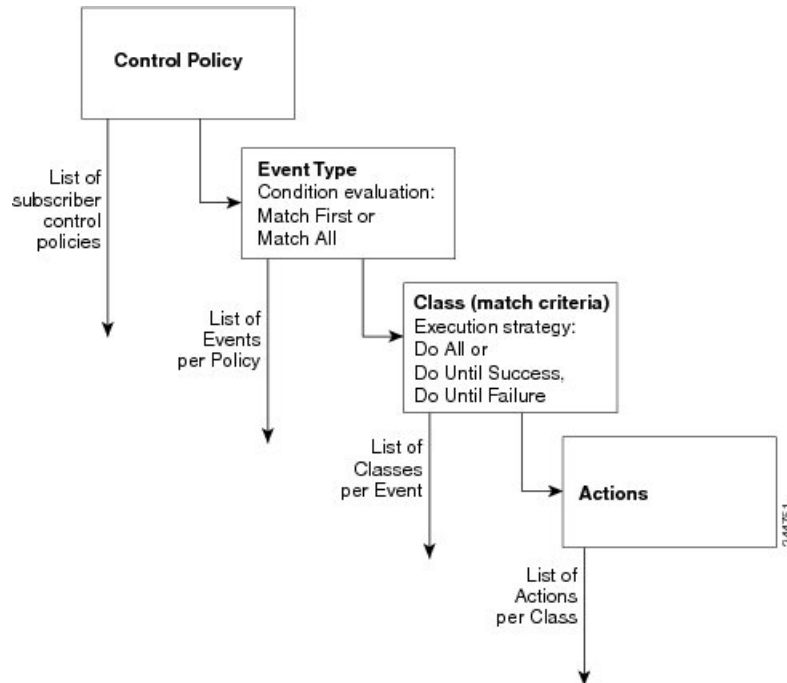 Control Policy
List of
subscriber
control
policies
Event Type
Condition evaluation:
Match First or
Match All
List of
Events
per Policy
Class (match criteria)
Execution strategy:
Do All or
Do Until Success,
Do Until Failure
List of
Classes
per Event
Actions
List of
Actions
per Class